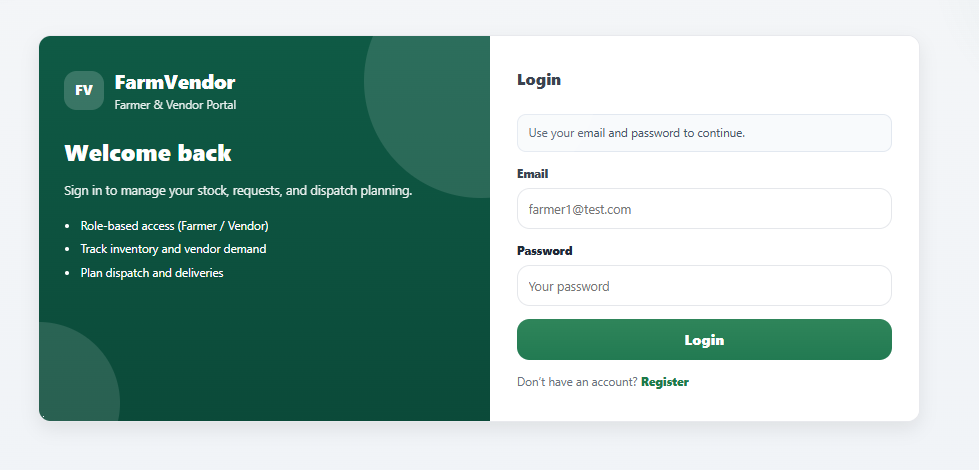 FV
FarmVendor
Farmer & Vendor Portal
Welcome back
Sign in to manage your stock, requests, and dispatch planning.
• Role-based access (Farmer / Vendor)
• Track inventory and vendor demand
• Plan dispatch and deliveries
Login
Use your email and password to continue.
Email
farmer1@test.com
Password
Your password
Login
Don't have an account? Register